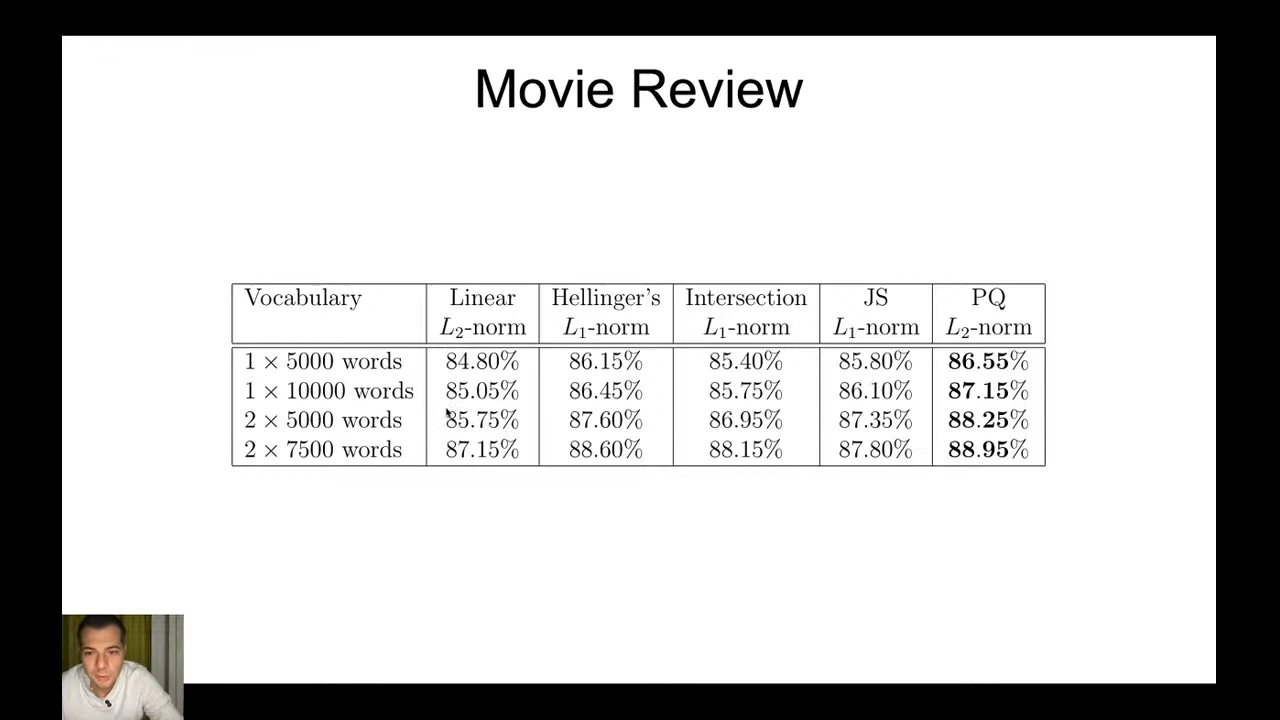 Movie Review
Vocabulary Linear Hellinger's Intersection JS PQ
L₂-norm L₁-norm L₁-norm L₁-norm L₂-norm
1 × 5000 words 84.80% 86.15% 85.40% 85.80% 86.55%
1 × 10000 words 85.05% 86.45% 85.75% 86.10% 87.15%
2 × 5000 words 85.75% 87.60% 86.95% 87.35% 88.25%
2 × 7500 words 87.15% 88.60% 88.15% 87.80% 88.95%